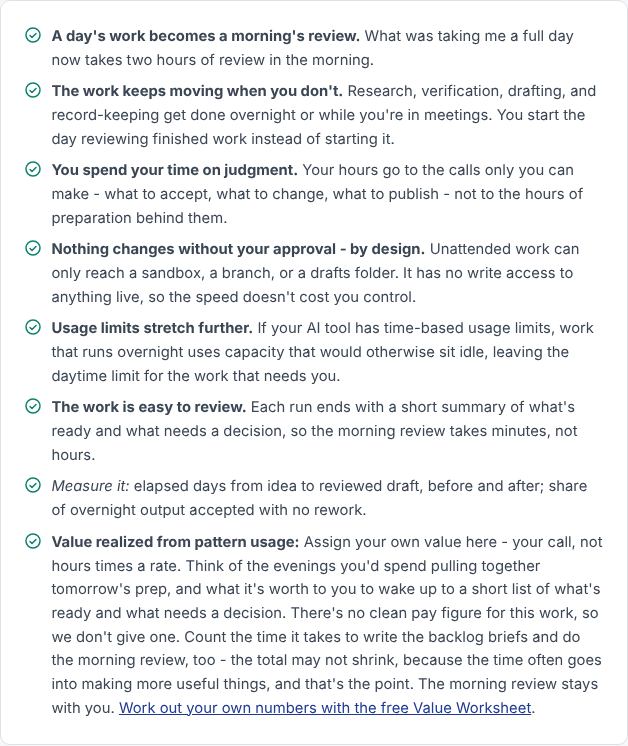 A day's work becomes a morning's review. What was taking me a full day
now takes two hours of review in the morning.
The work keeps moving when you don't. Research, verification, drafting, and
record-keeping get done overnight or while you're in meetings. You start the
day reviewing finished work instead of starting it.
You spend your time on judgment. Your hours go to the calls only you can
make - what to accept, what to change, what to publish - not to the hours of
preparation behind them.
Nothing changes without your approval - by design. Unattended work can
only reach a sandbox, a branch, or a drafts folder. It has no write access to
anything live, so the speed doesn't cost you control.
Usage limits stretch further. If your AI tool has time-based usage limits, work
that runs overnight uses capacity that would otherwise sit idle, leaving the
daytime limit for the work that needs you.
The work is easy to review. Each run ends with a short summary of what's
ready and what needs a decision, so the morning review takes minutes, not
hours.
Measure it: elapsed days from idea to reviewed draft, before and after; share
of overnight output accepted with no rework.
Value realized from pattern usage: Assign your own value here - your call, not
hours times a rate. Think of the evenings you'd spend pulling together
tomorrow's prep, and what it's worth to you to wake up to a short list of what's
ready and what needs a decision. There's no clean pay figure for this work, so
we don't give one. Count the time it takes to write the backlog briefs and do
the morning review, too - the total may not shrink, because the time often goes
into making more useful things, and that's the point. The morning review stays
with you. Work out your own numbers with the free Value Worksheet.